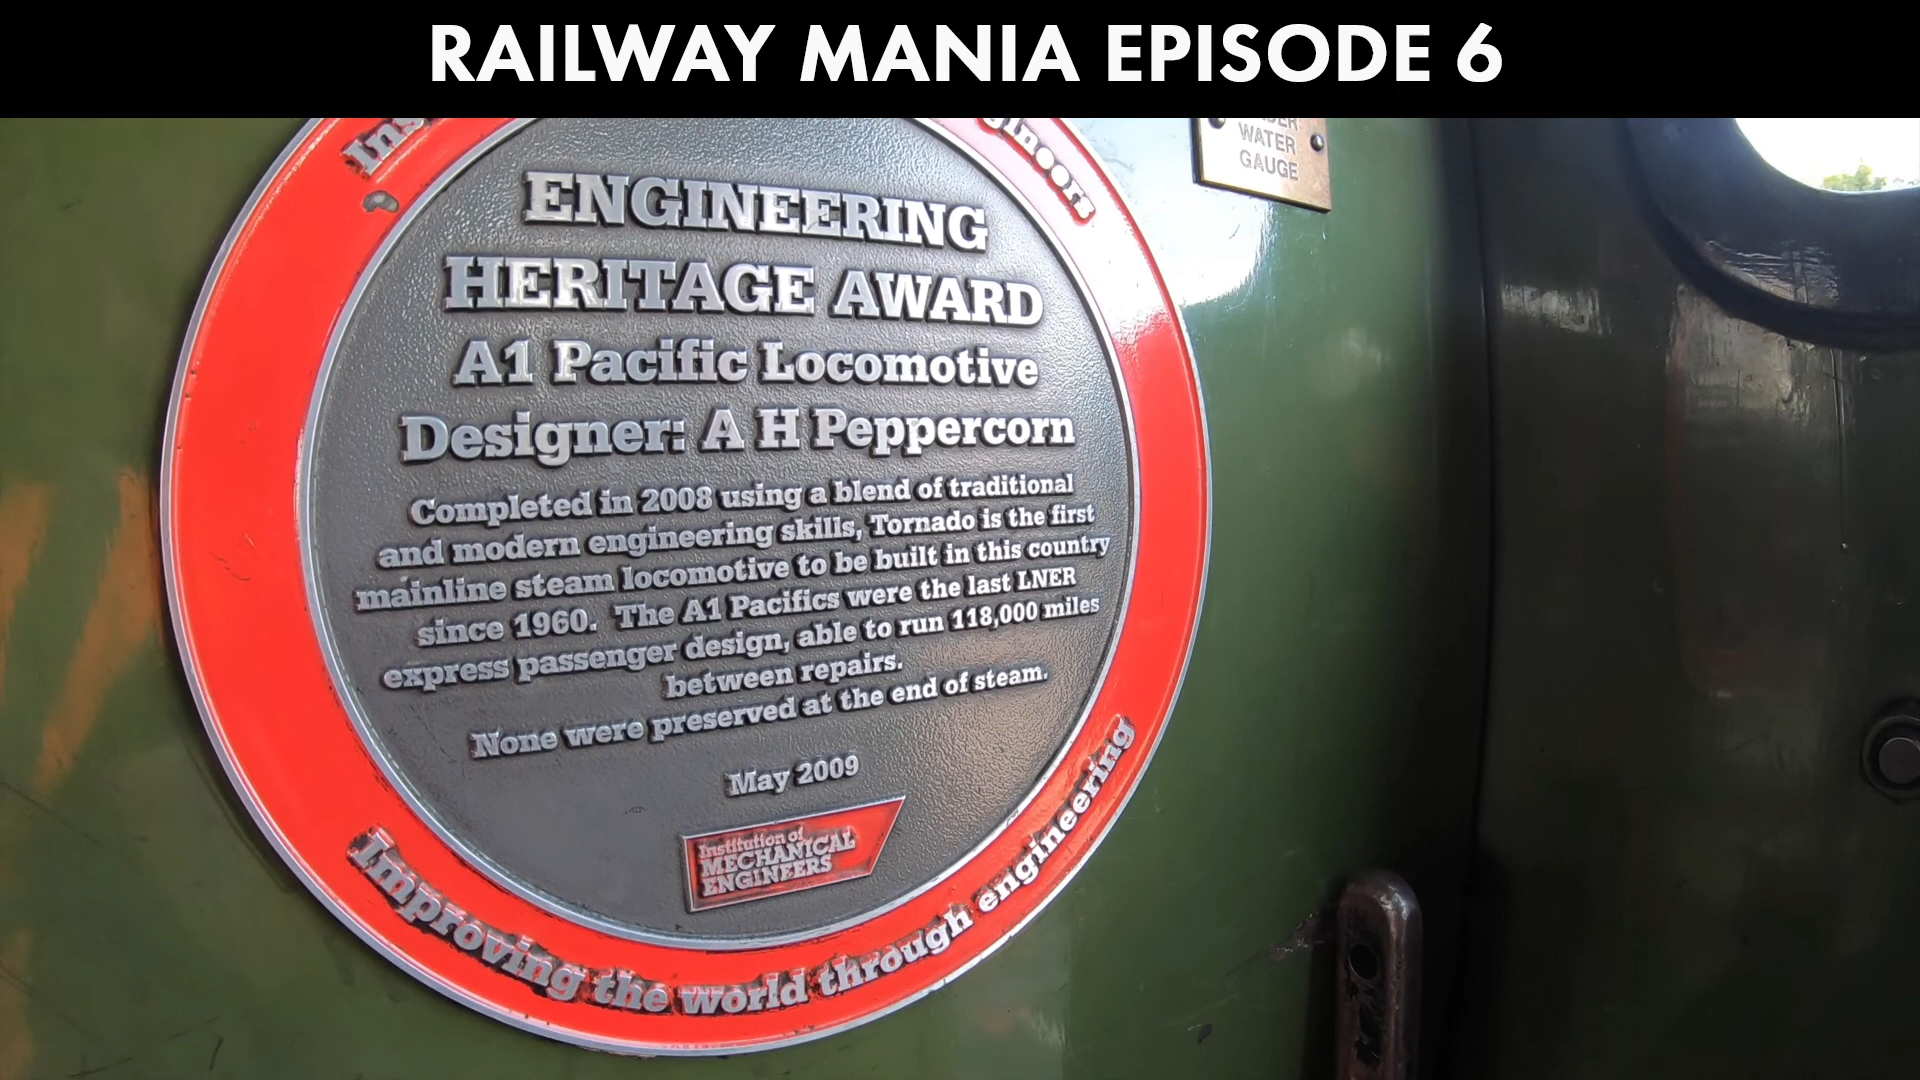 RAILWAY MANIA EPISODE 6
WATER
GAUGE
ENGINEERING
HERITAGE AWARD
A1 Pacific Locomotive
Designer: A H Peppercorn
Completed in 2008 using a blend of traditional
and modern engineering skills, Tornado is the first
mainline steam locomotive to be built in this country
since 1960. The A1 Pacifics were the last LNER
express passenger design, able to run 118,000 miles
between repairs.
None were preserved at the end of steam.
May 2009
Institution of
MECHANICAL
ENGINEERS
Improving the world through engineering